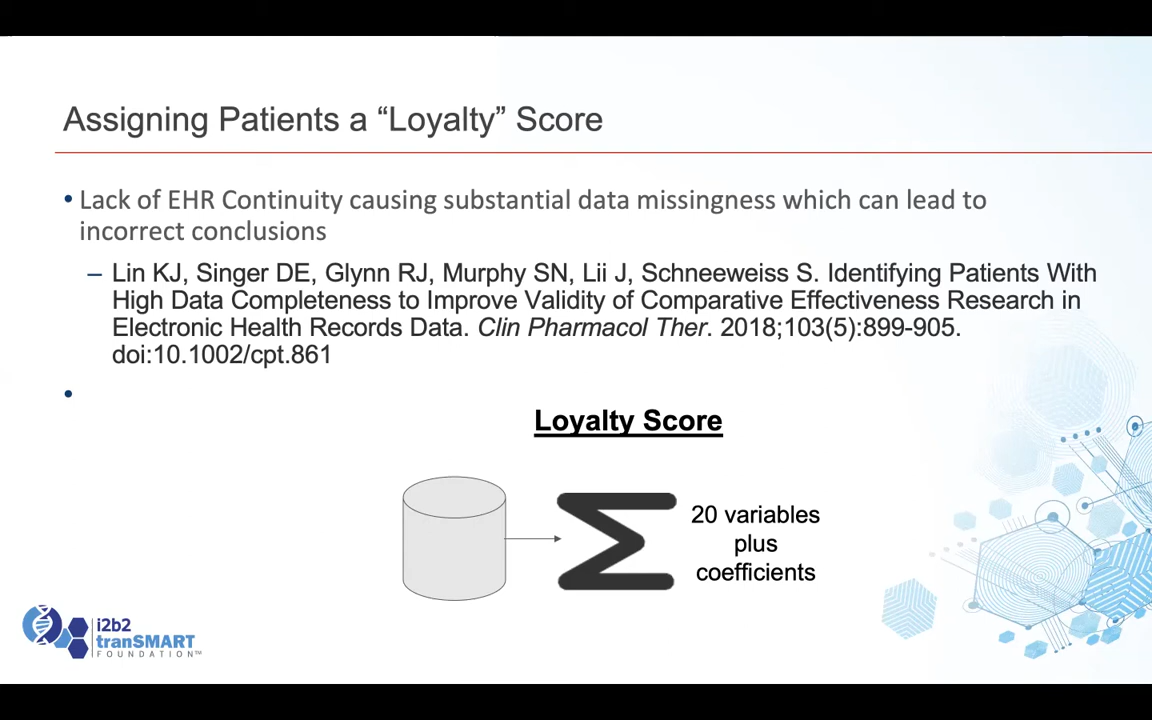 Assigning Patients a “Loyalty” Score
• Lack of EHR Continuity causing substantial data missingness which can lead to
incorrect conclusions
– Lin KJ, Singer DE, Glynn RJ, Murphy SN, Lii J, Schneeweiss S. Identifying Patients With
High Data Completeness to Improve Validity of Comparative Effectiveness Research in
Electronic Health Records Data. Clin Pharmacol Ther. 2018;103(5):899-905.
doi:10.1002/cpt.861
•
Loyalty Score
Σ
20 variables
plus
coefficients
i2b2
tranSMART
FOUNDATION™